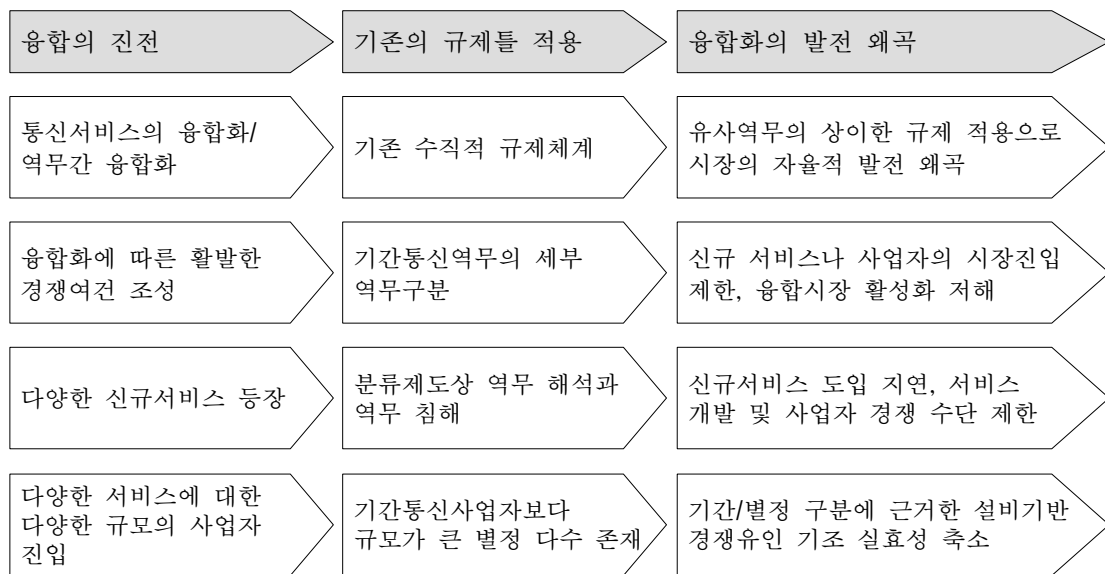 융합의 진전
기존의 규제틀 적용
융합화의 발전 왜곡
통신서비스의 융합화/
역무간 융합화
기존 수직적 규제체계
유사역무의 상이한 규제 적용으로
시장의 자율적 발전 왜곡
융합화에 따른 활발한
경쟁여건 조성
기간통신역무의 세부
역무구분
신규 서비스나 사업자의 시장진입
제한, 융합시장 활성화 저해
다양한 신규서비스 등장
분류제도상 역무 해석과
역무 침해
신규서비스 도입 지연, 서비스
개발 및 사업자 경쟁 수단 제한
다양한 서비스에 대한
다양한 규모의 사업자
진입
기간통신사업자보다
규모가 큰 별정 다수 존재
기간/별정 구분에 근거한 설비기반
경쟁유인 기조 실효성 축소